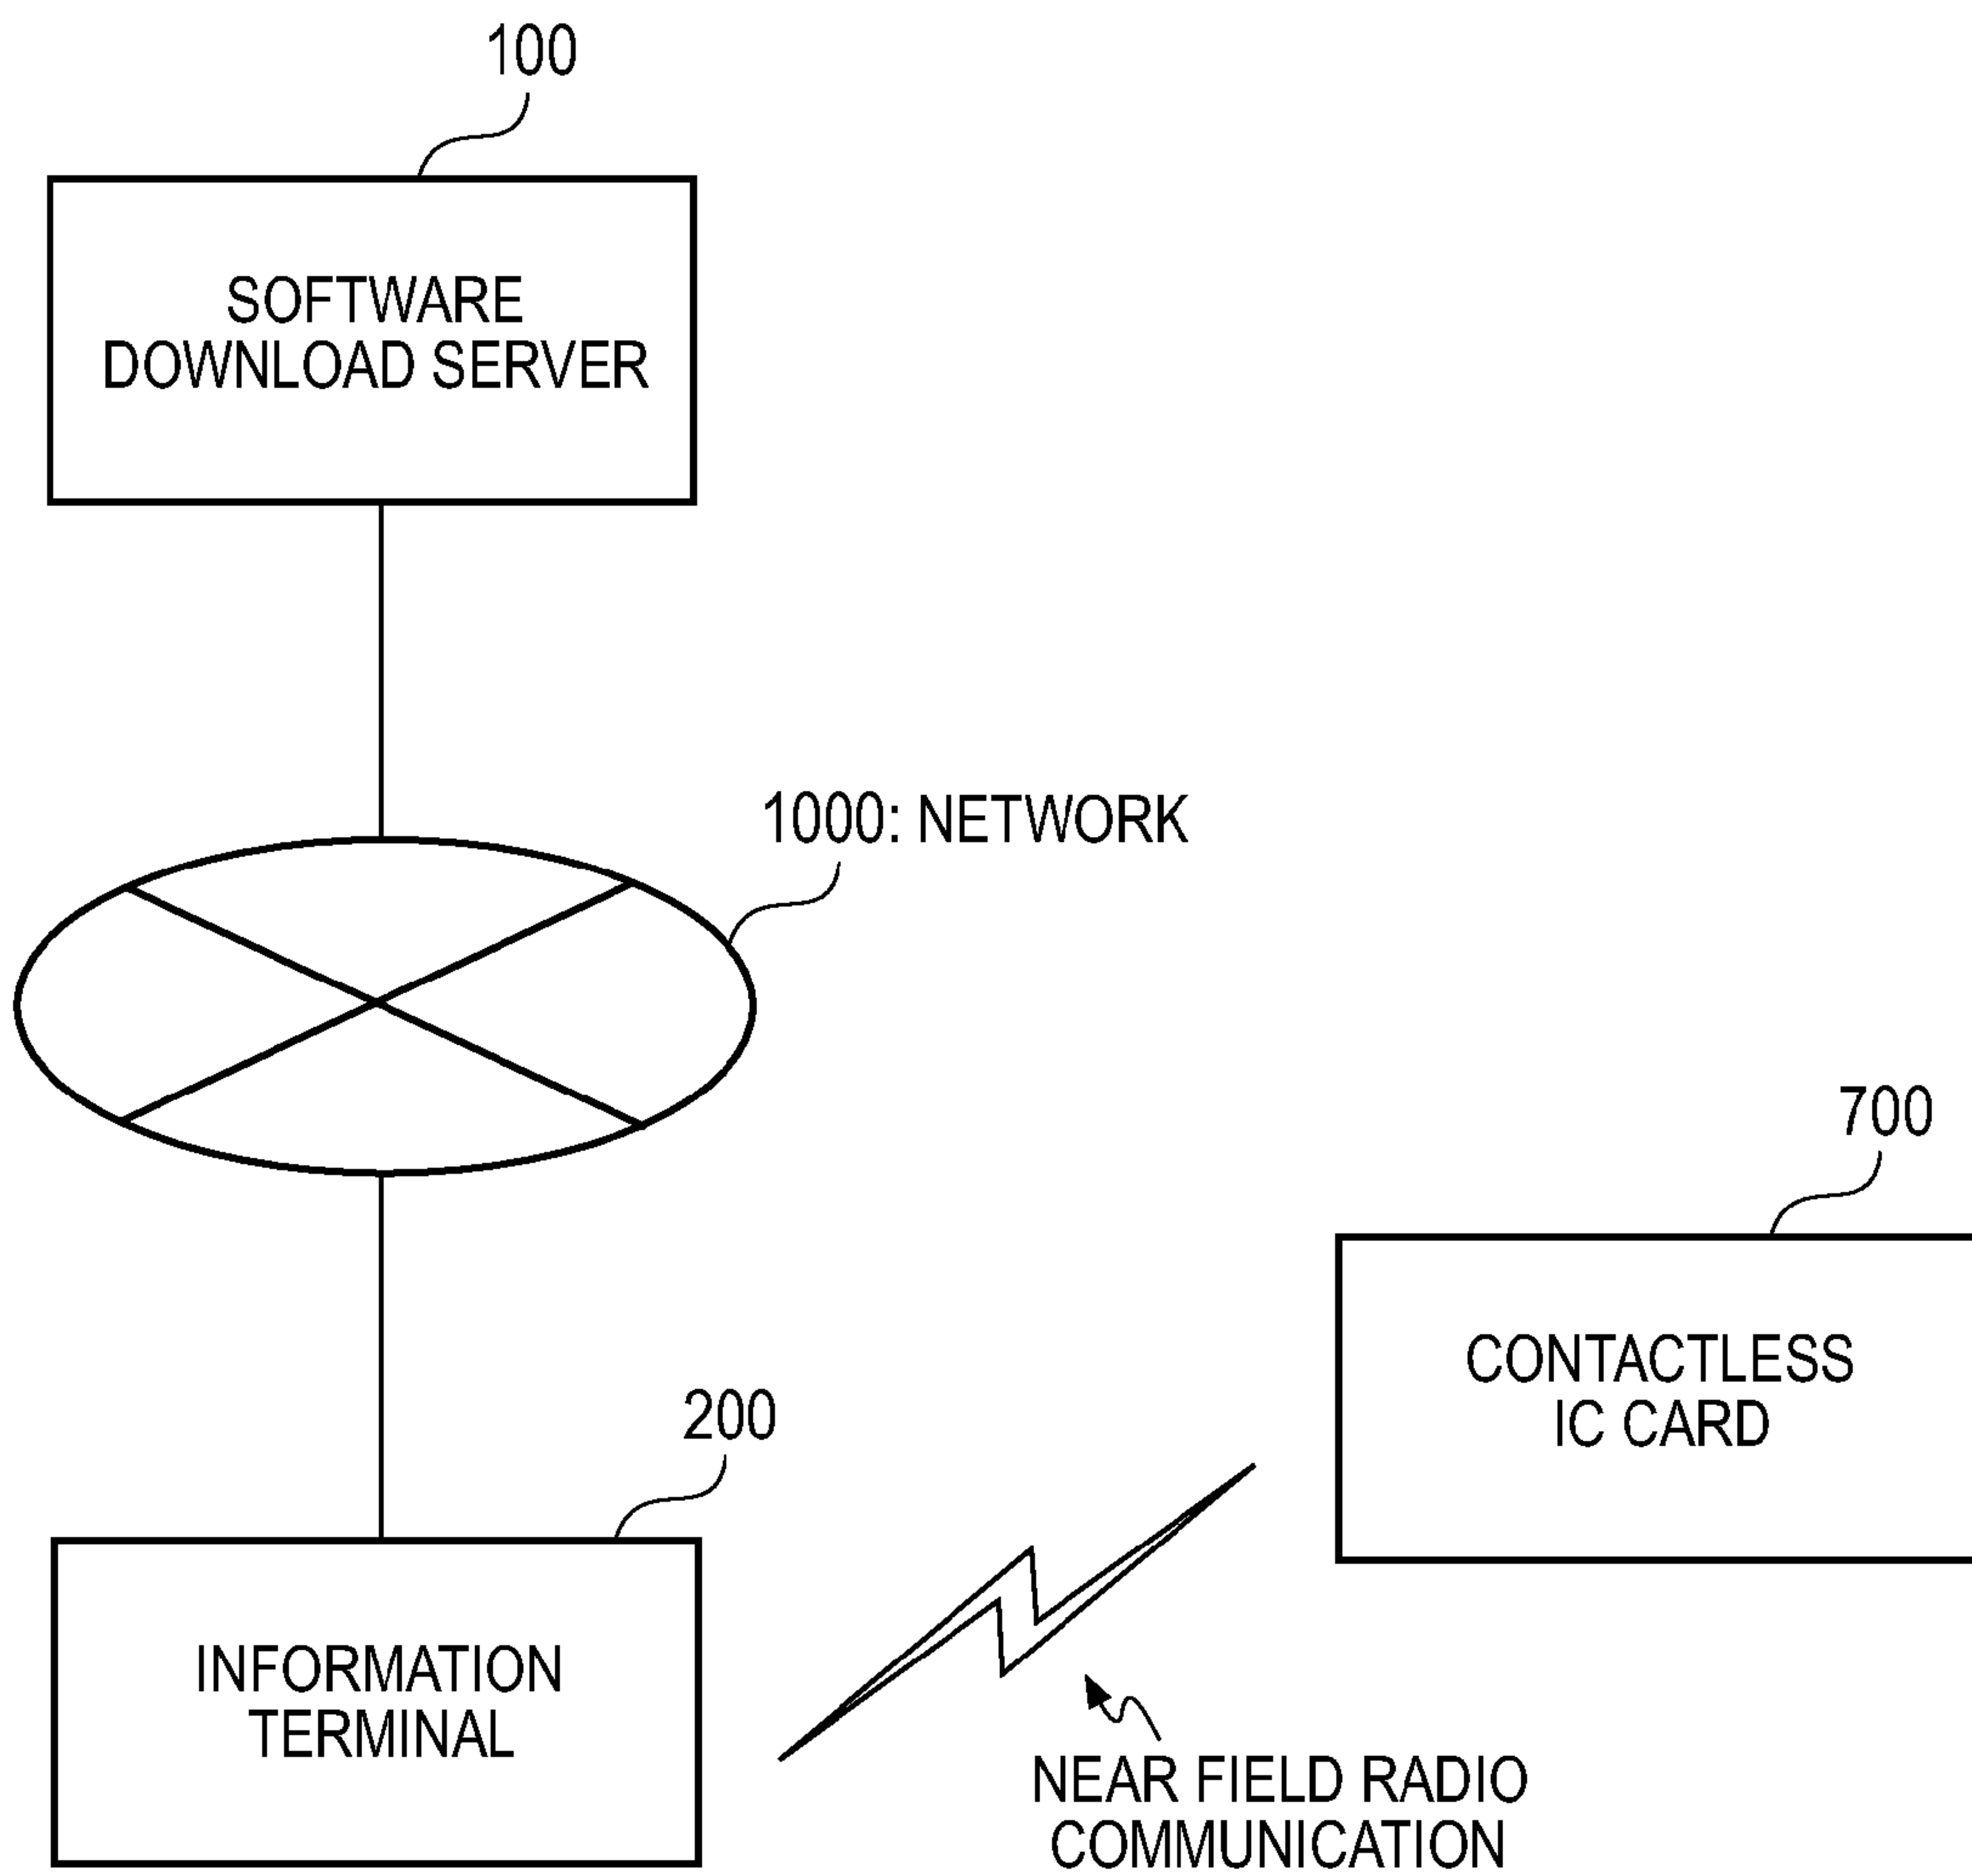 100
SOFTWARE
DOWNLOAD SERVER
1000: NETWORK
700
CONTACTLESS
IC CARD
200
INFORMATION
TERMINAL
NEAR FIELD RADIO
COMMUNICATION